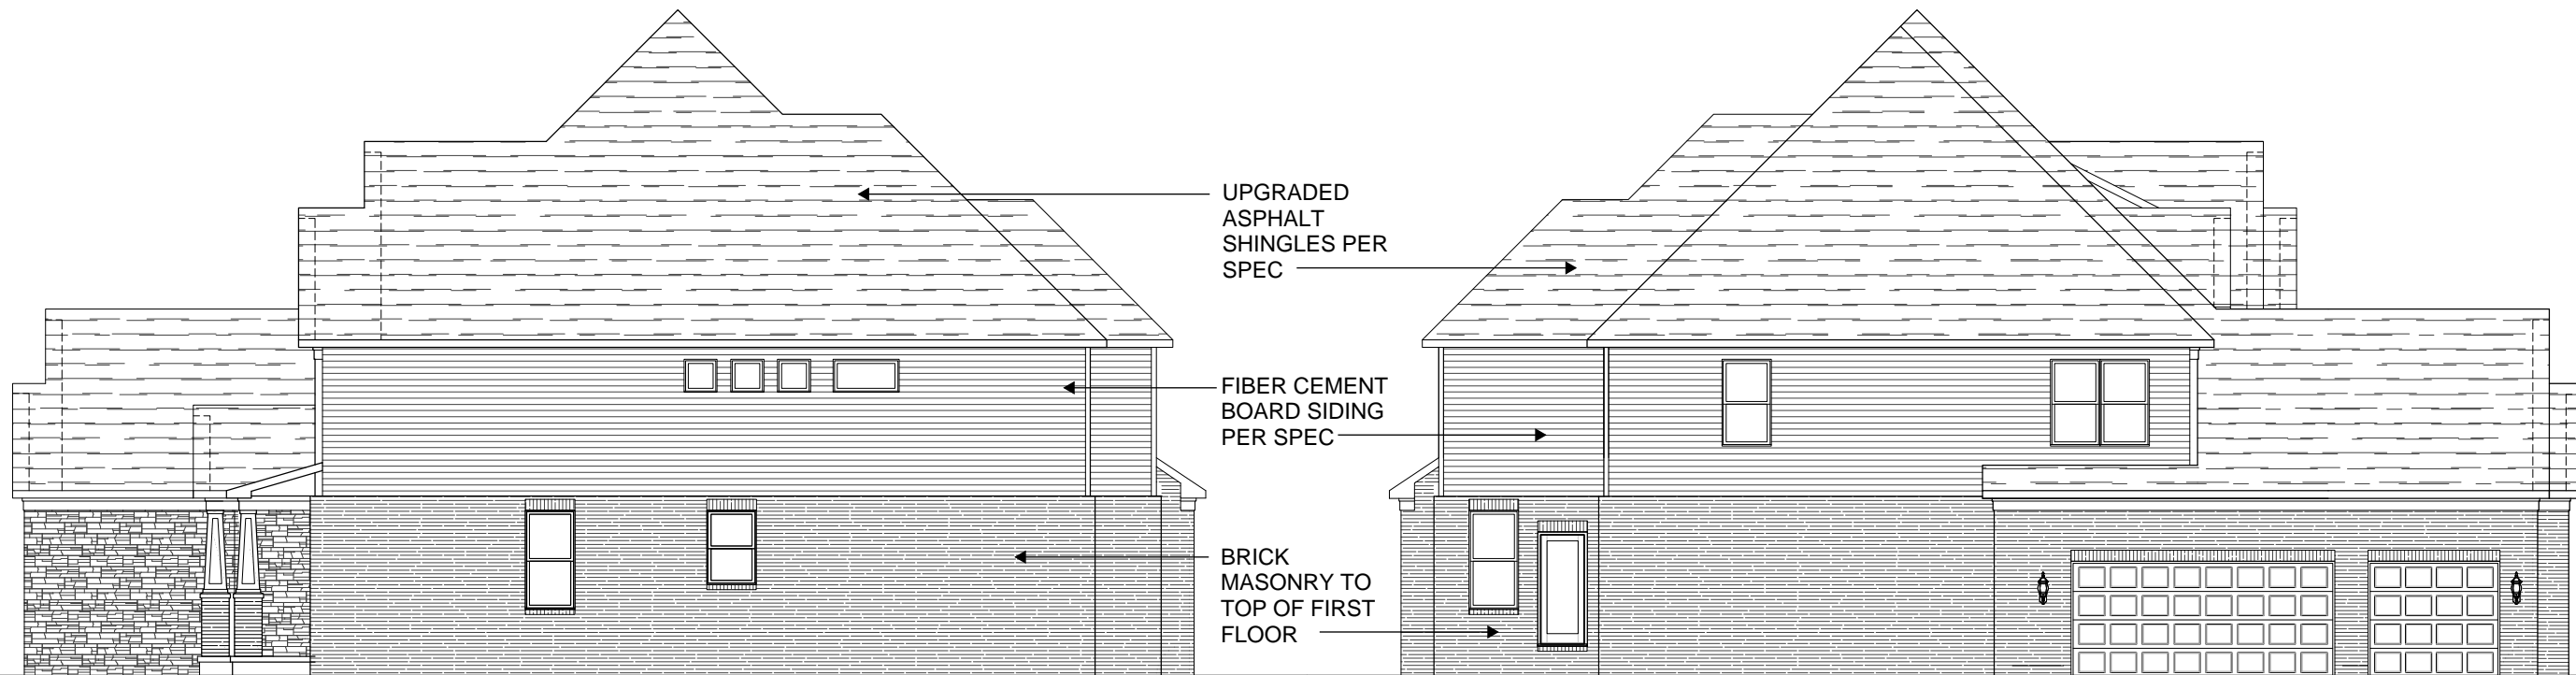 UPGRADED
ASPHALT
SHINGLES PER
SPEC
FIBER CEMENT
BOARD SIDING
PER SPEC
BRICK
MASONRY TO
TOP OF FIRST
FLOOR